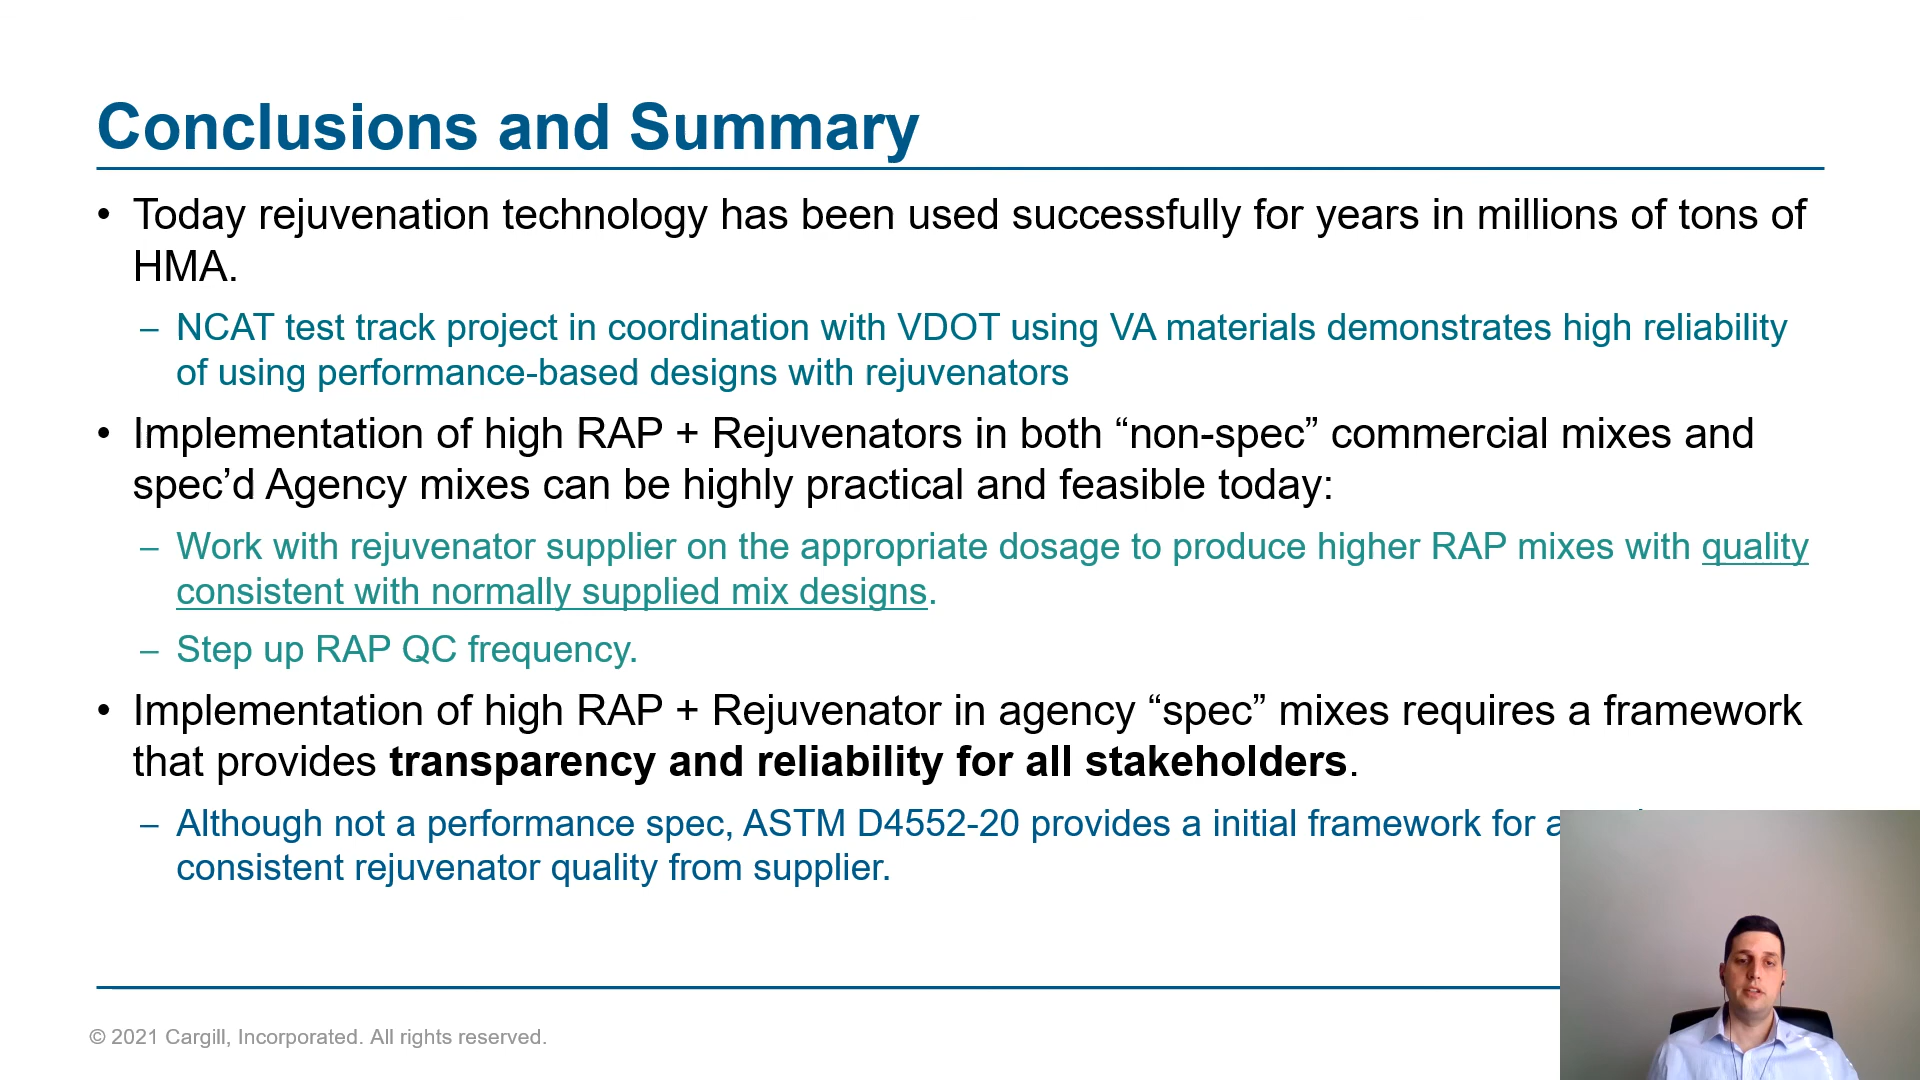 Conclusions and Summary
• Today rejuvenation technology has been used successfully for years in millions of tons of
HMA.
– NCAT test track project in coordination with VDOT using VA materials demonstrates high reliability
of using performance-based designs with rejuvenators
• Implementation of high RAP + Rejuvenators in both “non-spec” commercial mixes and
spec’d Agency mixes can be highly practical and feasible today:
– Work with rejuvenator supplier on the appropriate dosage to produce higher RAP mixes with quality
consistent with normally supplied mix designs.
– Step up RAP QC frequency.
• Implementation of high RAP + Rejuvenator in agency “spec” mixes requires a framework
that provides transparency and reliability for all stakeholders.
– Although not a performance spec, ASTM D4552-20 provides a initial framework for
consistent rejuvenator quality from supplier.
© 2021 Cargill, Incorporated. All rights reserved.